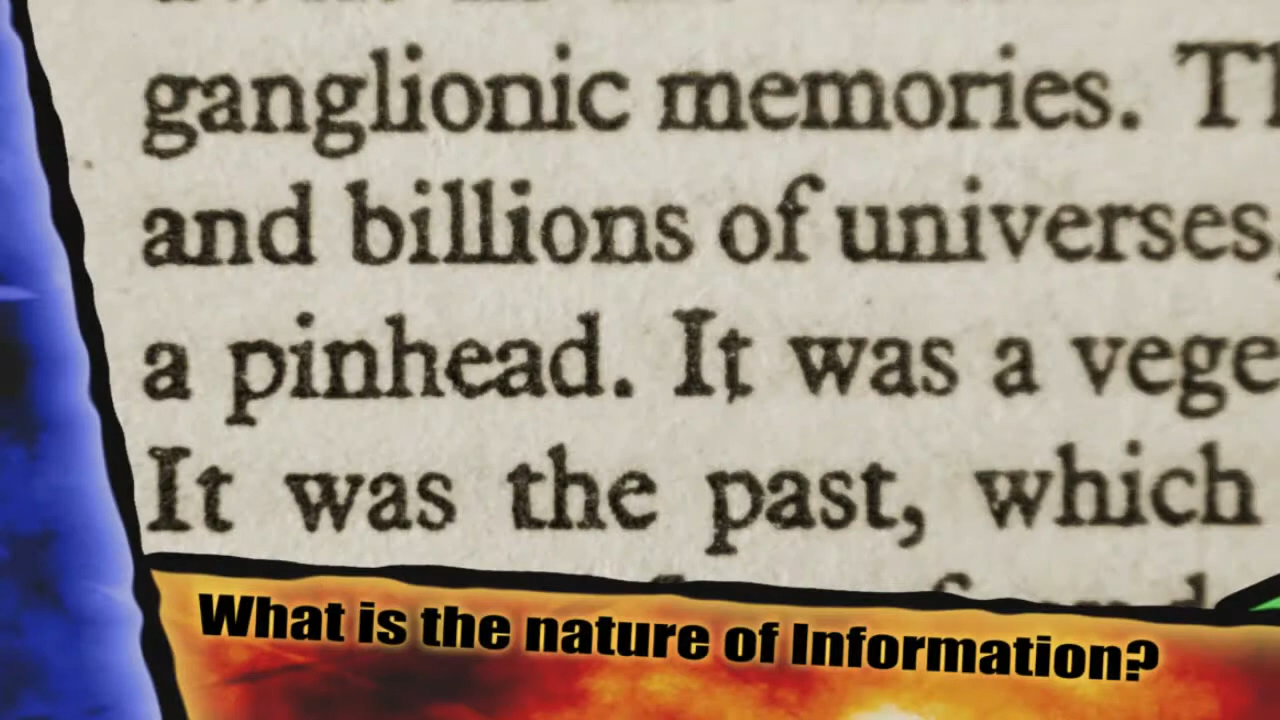 ganglionic memories.
and billions of universes,
a pinhead. It was a vege
It was the past, which
What is the nature of Information?